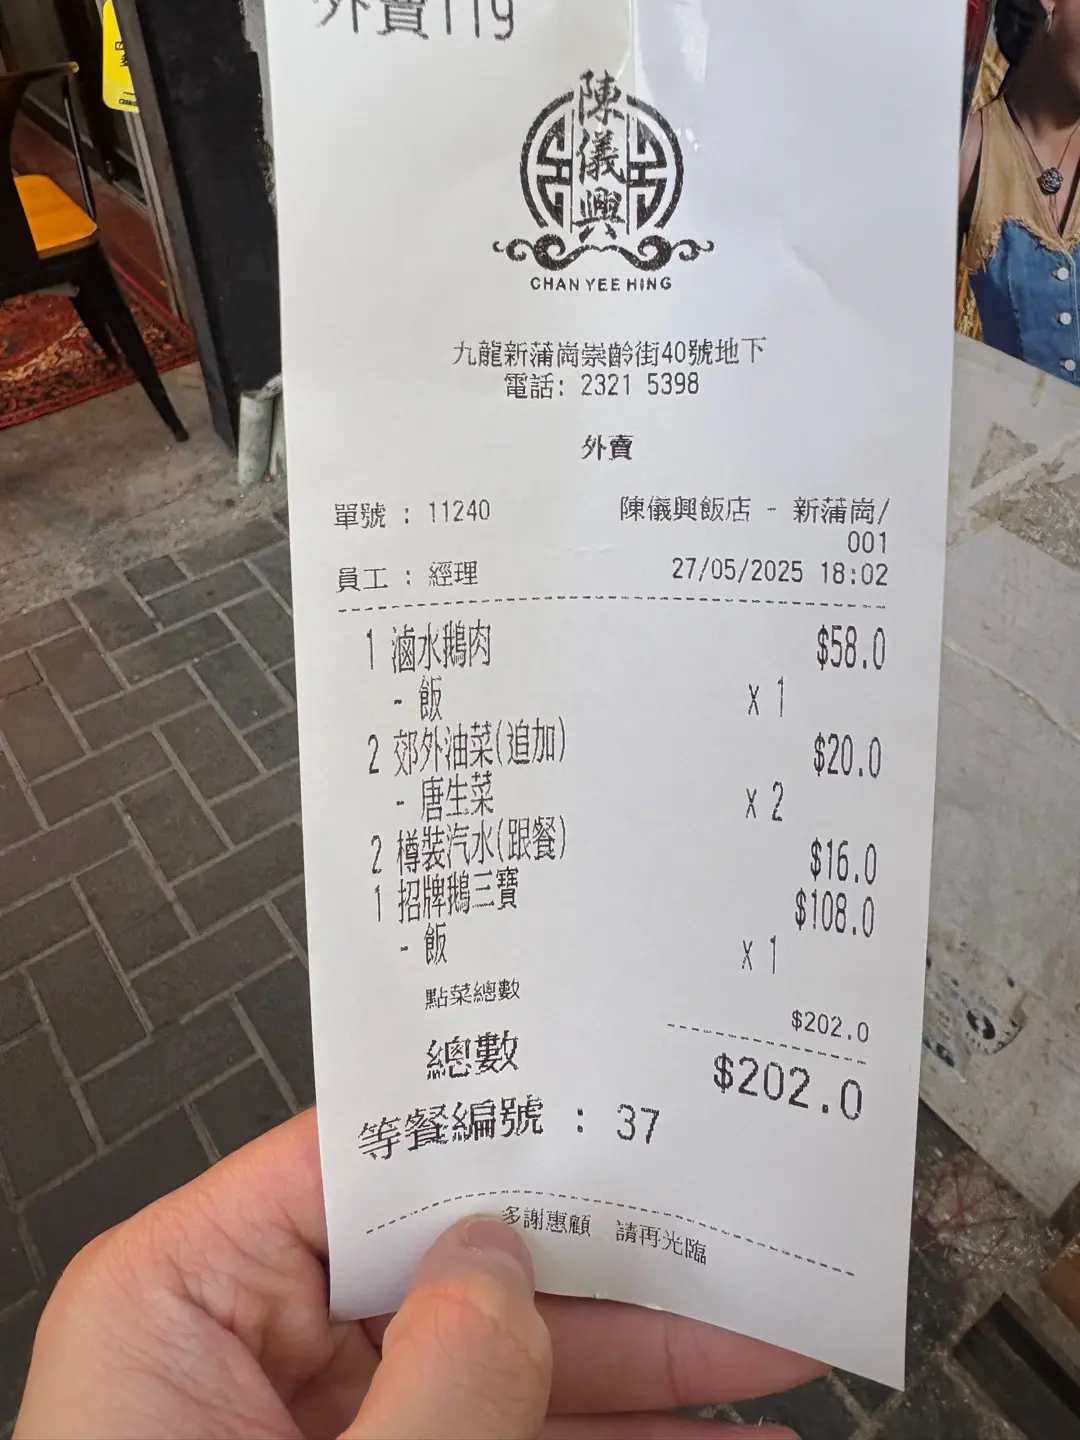 外賣119
陳儀興
CHAN YEE HING
九龍新蒲崗崇齡街40號地下
電話: 2321 5398
外賣
單號 : 11240 陳儀興飯店 - 新蒲崗/
001
員工 : 經理 27/05/2025 18:02
1 滷水鵝肉 $58.0
- 飯 x 1
2 郊外油菜(追加) $20.0
- 唐生菜 x 2
2 樽裝汽水(跟餐) $16.0
1 招牌鵝三寶 $108.0
- 飯 x 1
點菜總數 $202.0
總數 $202.0
等餐編號 : 37
多謝惠顧 請再光臨